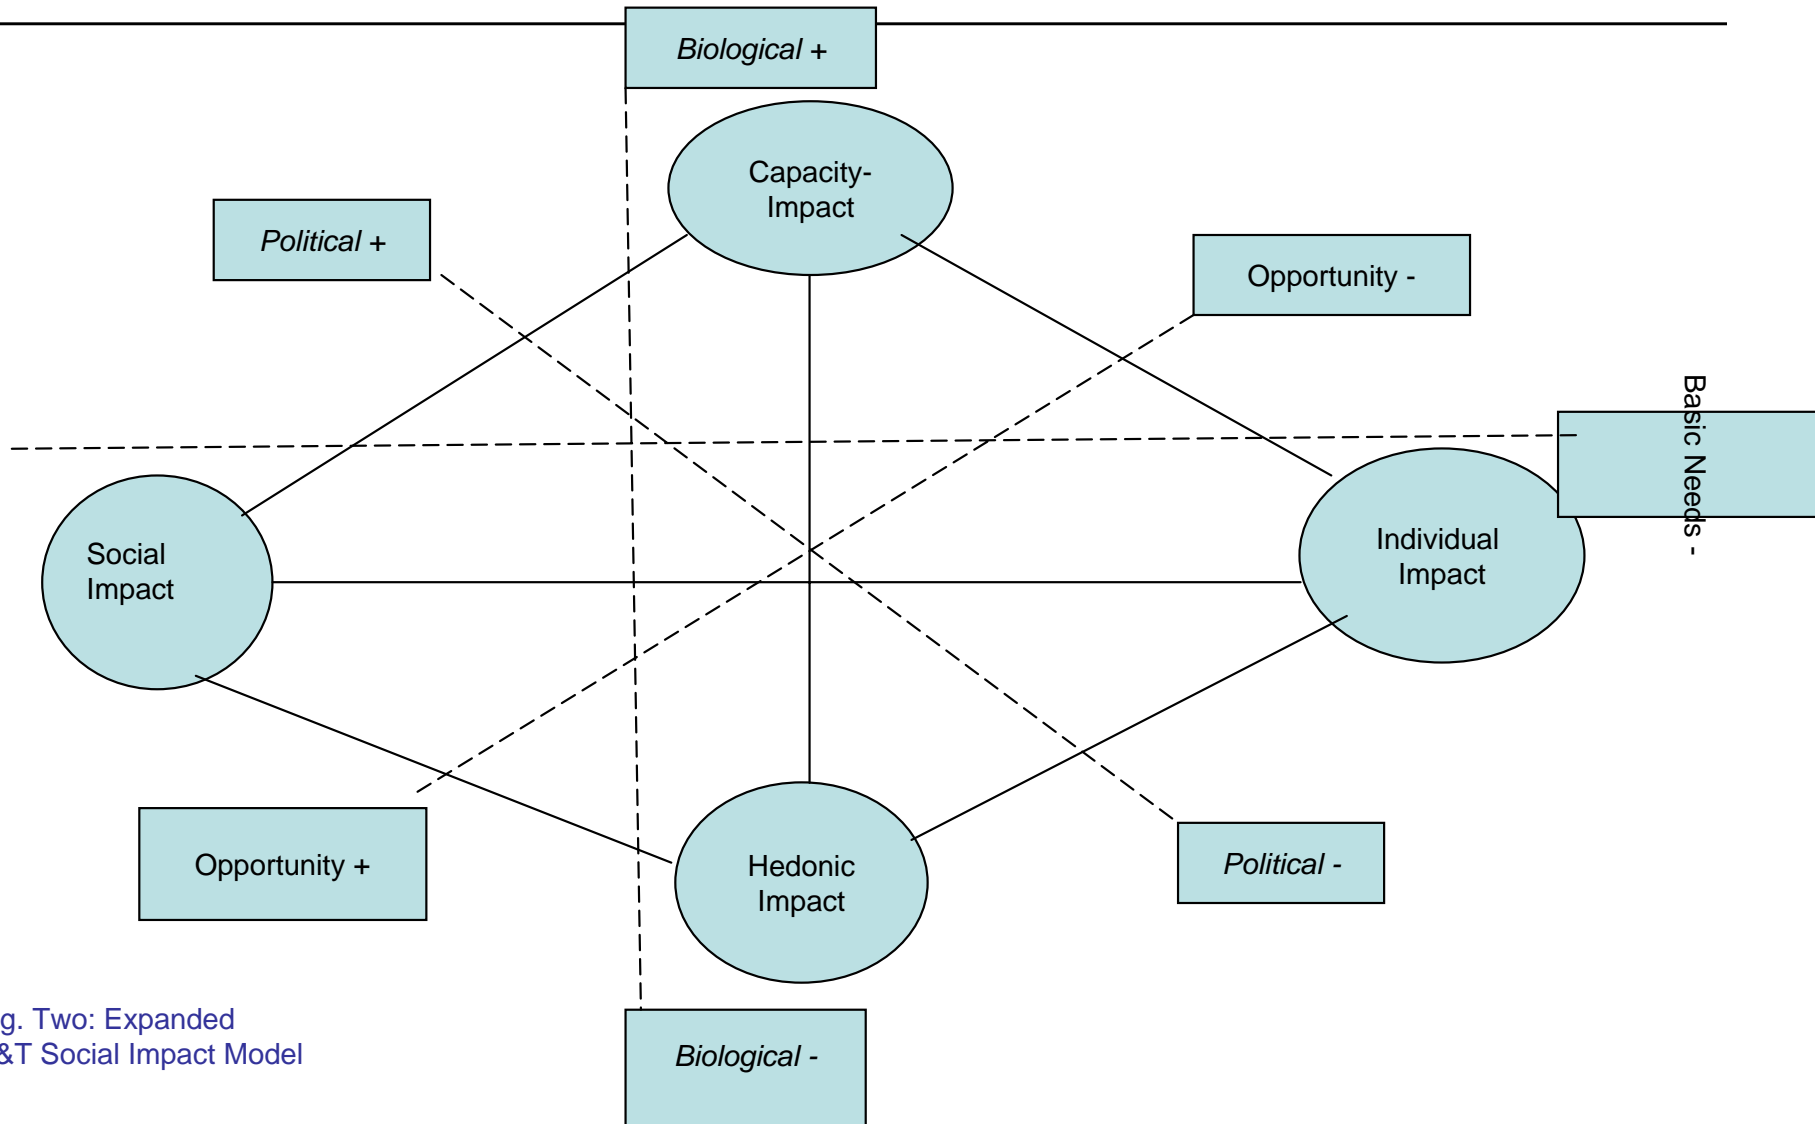 Biological +
Capacity-
Impact
Political +
Opportunity -
Basic Needs -
Social
Impact
Individual
Impact
Opportunity +
Hedonic
Impact
Political -
g. Two: Expanded
&T Social Impact Model
Biological -